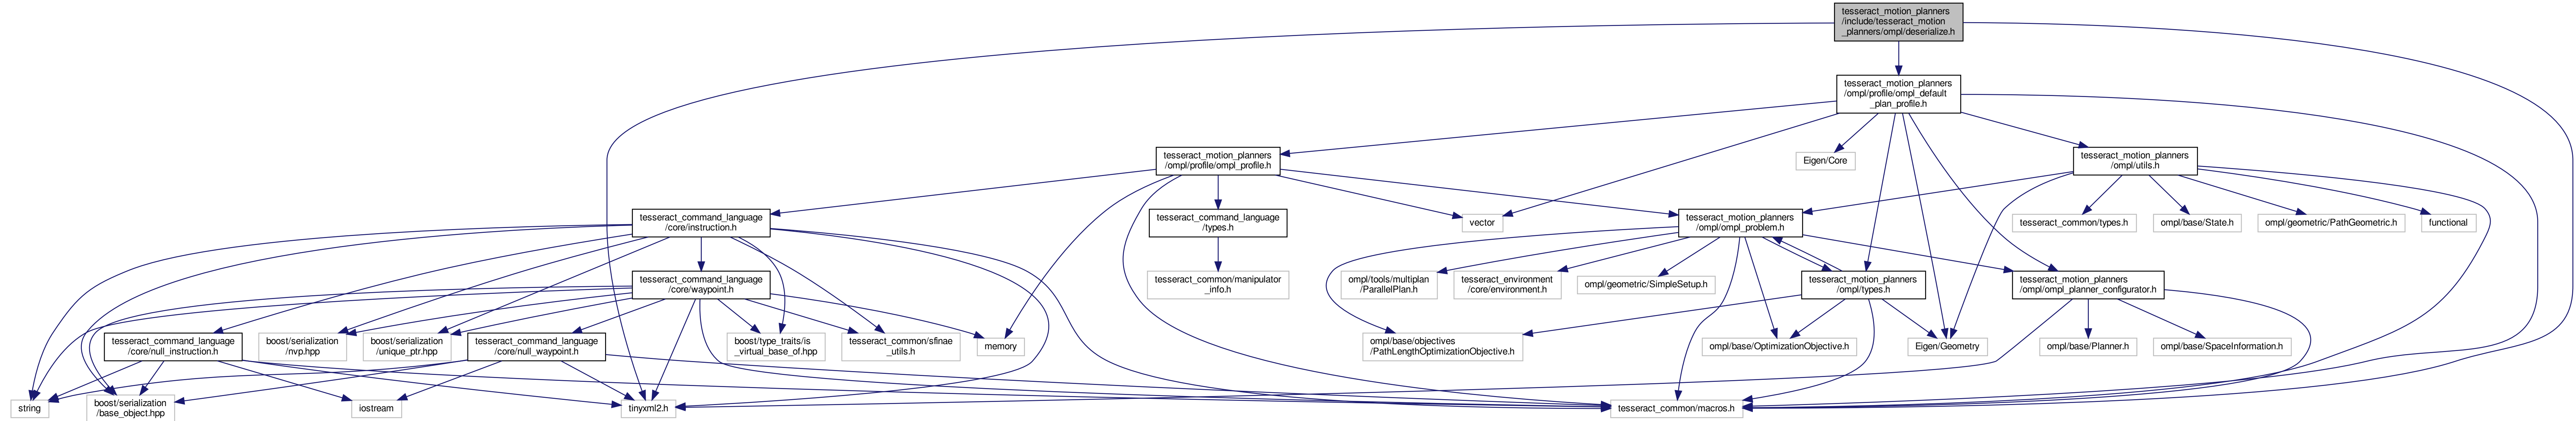 tesseract_motion_planners
/include/tesseract_motion
_planners/ompl/deserialize.h
tesseract_motion_planners
/ompl/profile/ompl_default
_plan_profile.h
tesseract_motion_planners
/ompl/profile/ompl_profile.h
Eigen/Core
tesseract_motion_planners
/ompl/utils.h
tesseract_command_language
/core/instruction.h
tesseract_command_language
/types.h
vector
tesseract_motion_planners
/ompl/ompl_problem.h
tesseract_common/types.h
ompl/base/State.h
ompl/geometric/PathGeometric.h
functional
tesseract_command_language
/core/waypoint.h
tesseract_common/manipulator
_info.h
ompl/tools/multiplan
/ParallelPlan.h
tesseract_environment
/core/environment.h
ompl/geometric/SimpleSetup.h
tesseract_motion_planners
/ompl/types.h
tesseract_motion_planners
/ompl/ompl_planner_configurator.h
tesseract_command_language
/core/null_instruction.h
boost/serialization
/nvp.hpp
boost/serialization
/unique_ptr.hpp
tesseract_command_language
/core/null_waypoint.h
boost/type_traits/is
_virtual_base_of.hpp
tesseract_common/sfinae
_utils.h
memory
ompl/base/objectives
/PathLengthOptimizationObjective.h
ompl/base/OptimizationObjective.h
Eigen/Geometry
ompl/base/Planner.h
ompl/base/SpaceInformation.h
string
boost/serialization
/base_object.hpp
iostream
tinyxml2.h
tesseract_common/macros.h